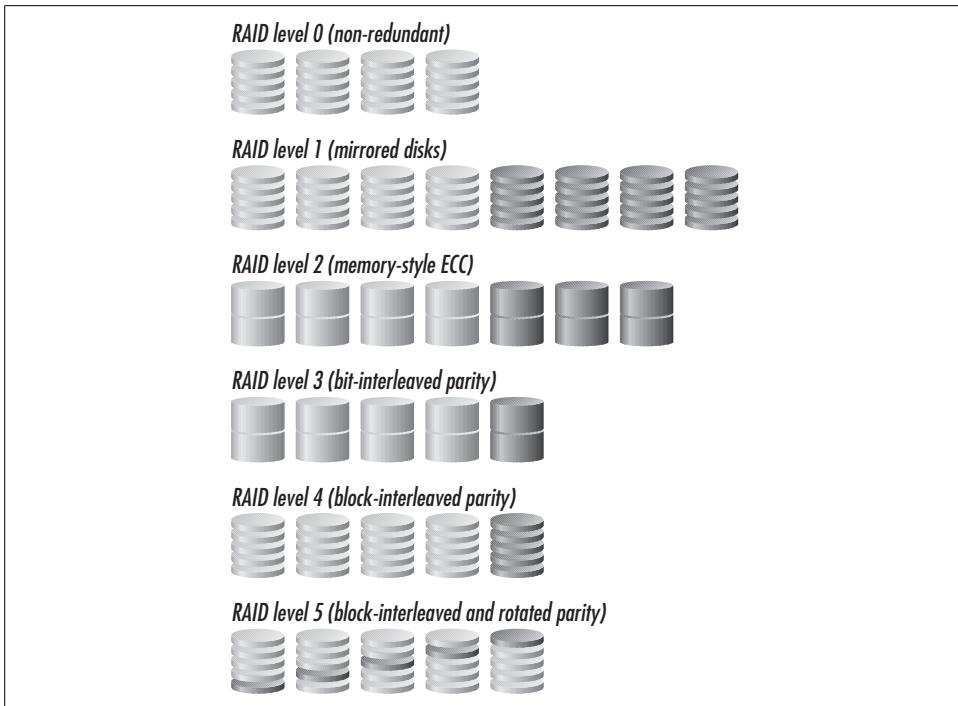 RAID level 0 (non-redundant)
RAID level 1 (mirrored disks)
RAID level 2 (memory-style ECC)
RAID level 3 (bit-interleaved parity)
RAID level 4 (block-interleaved parity)
RAID level 5 (block-interleaved and rotated parity)